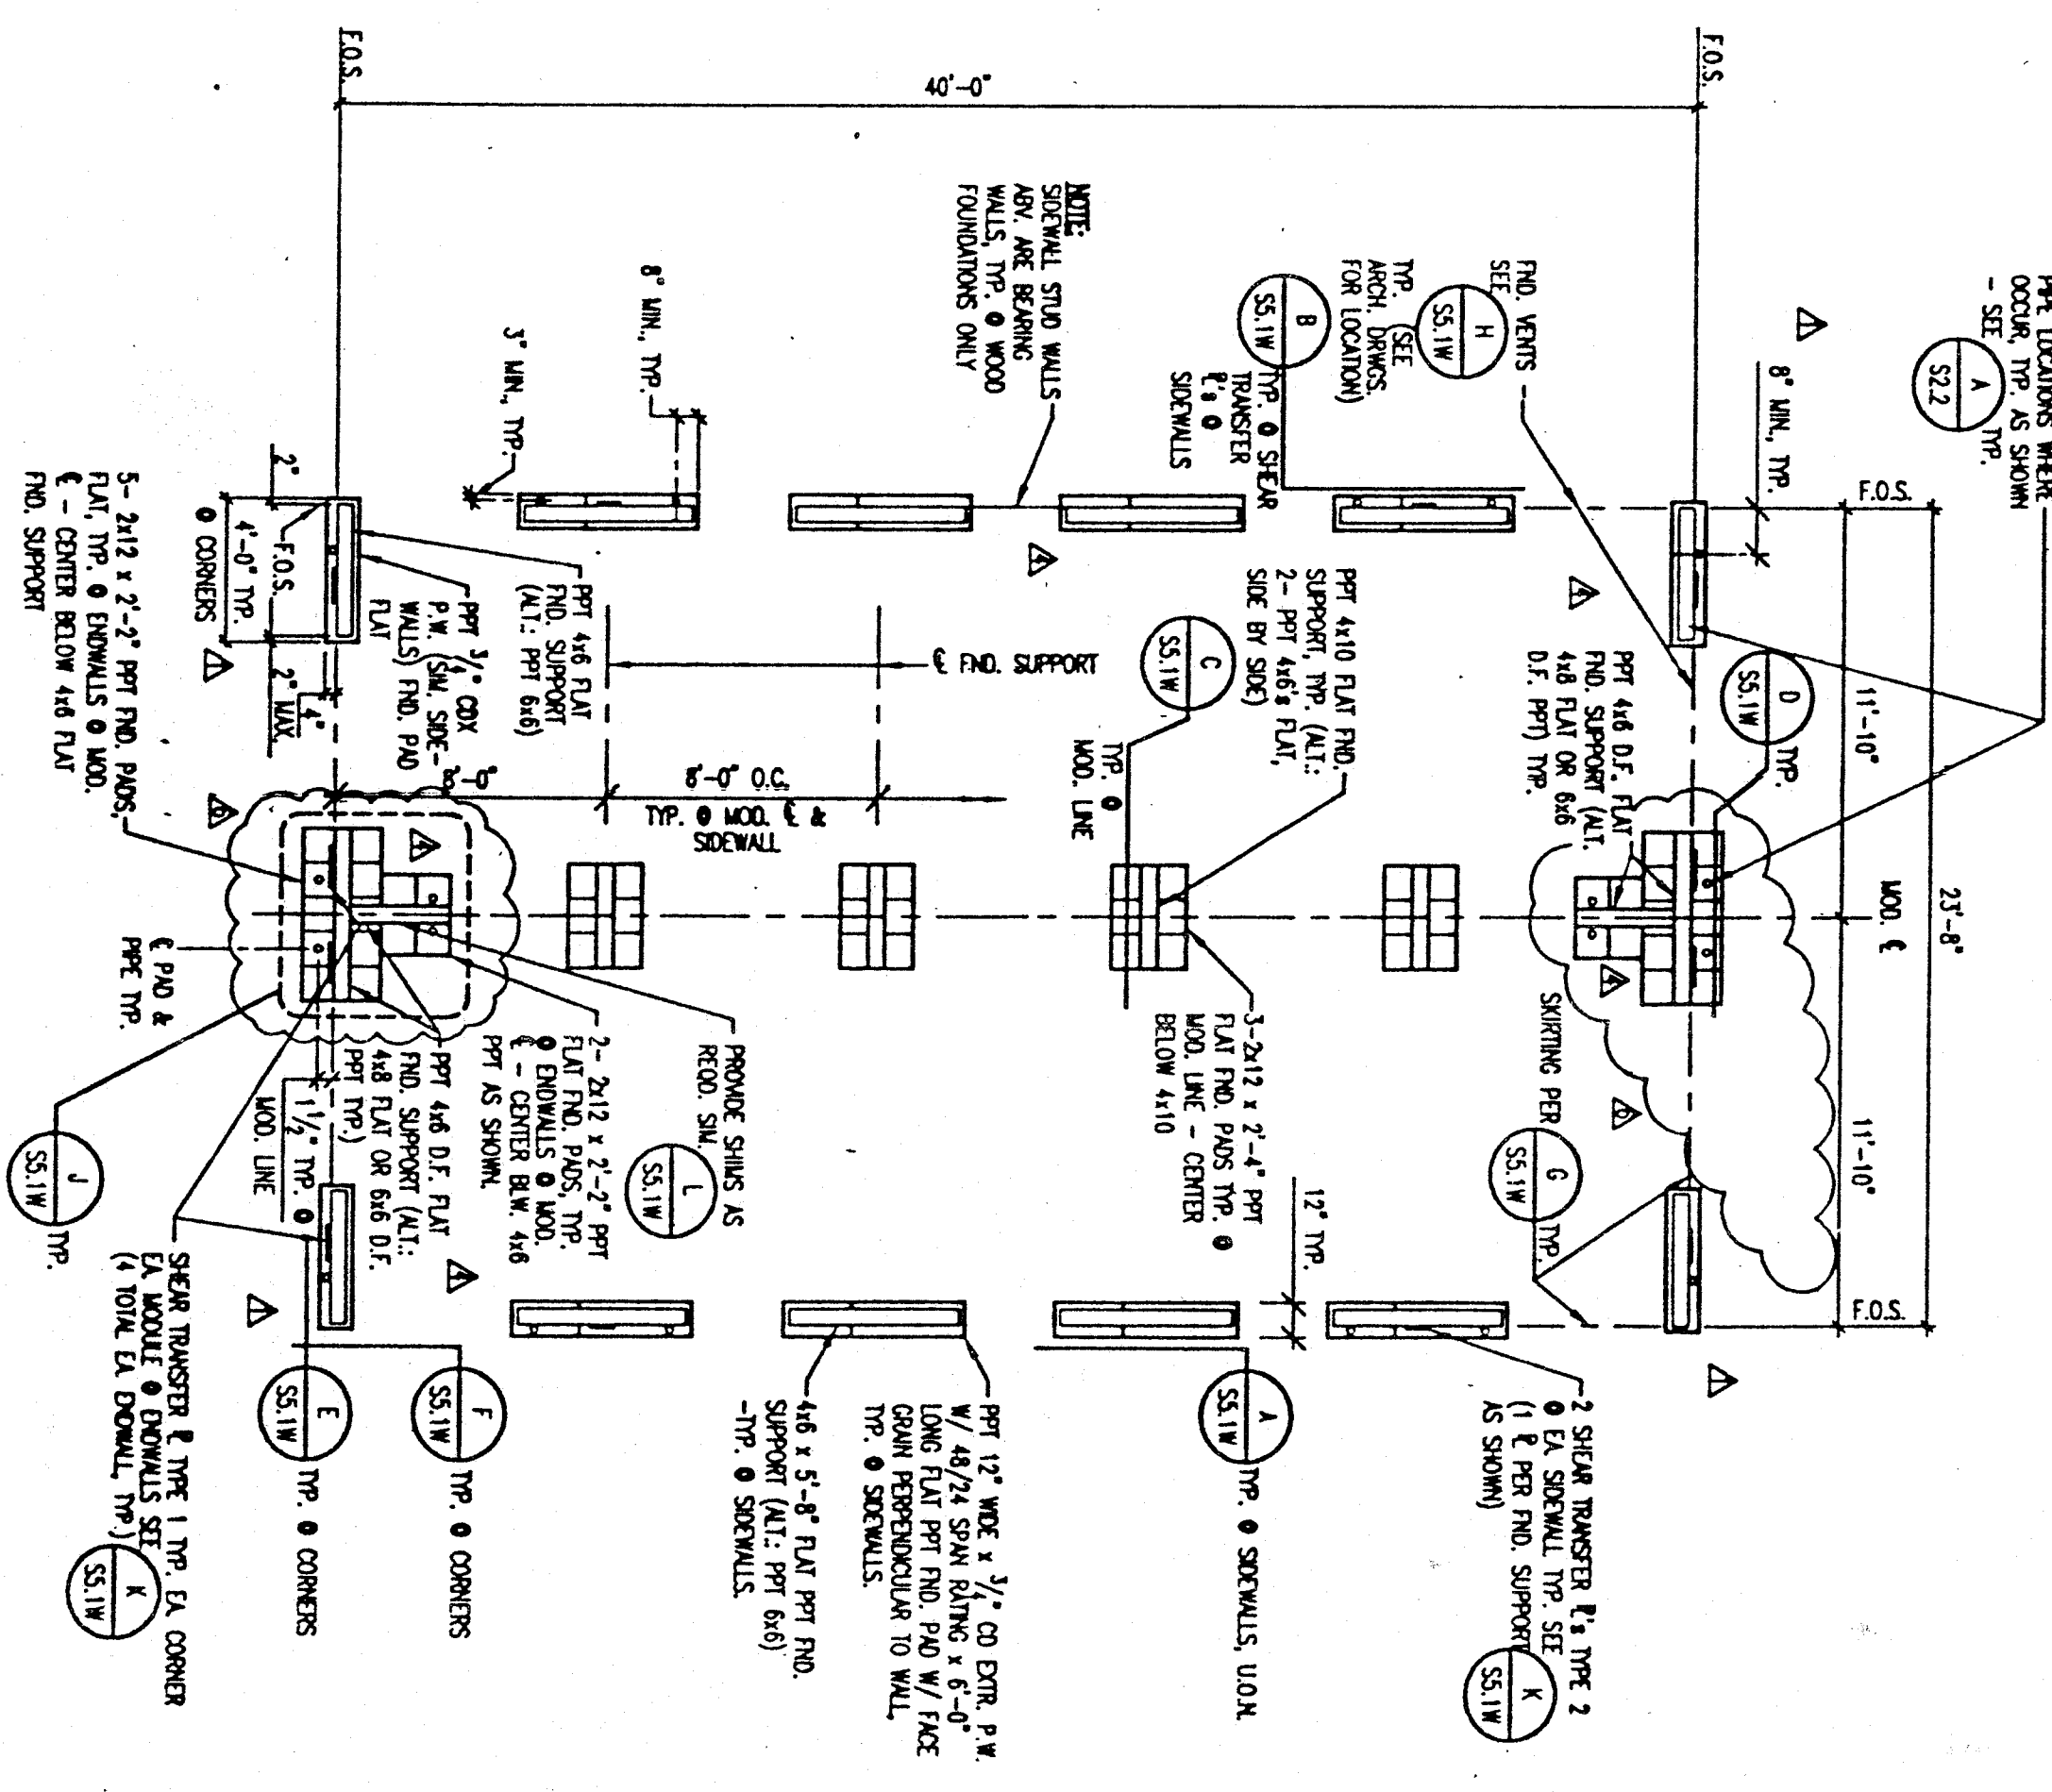 F.O.S.
40'-0"
F.O.S.
PIPE LOCATIONS WHERE
OCCUR, TYP. AS SHOWN
- SEE
A
S2.2
TYP.
8" MIN., TYP.
1
F.O.S.
11'-10"
23'-8"
MOD. ℄
11'-10"
F.O.S.
FND. VENTS
SEE
H
S5.1W
TYP. (SEE
ARCH. DRWGS.
FOR LOCATION)
B
S5.1W
TYP. @ SHEAR
TRANSFER
℄'s @
SIDEWALLS
NOTE:
SIDEWALL STUD WALLS
ABV. ARE BEARING
WALLS, TYP. @ WOOD
FOUNDATIONS ONLY
8" MIN., TYP.
3" MIN., TYP.
2"
F.O.S.
4'-0" TYP.
@ CORNERS
2" MAX.
4"
1
5- 2x12 x 2'-2" PPT FND. PADS,
FLAT, TYP. @ ENDWALLS @ MOD.
℄ - CENTER BELOW 4x6 FLAT
FND. SUPPORT
PPT 4x6 FLAT
FND. SUPPORT
(ALT.: PPT 6x6)
PPT 3/4" CDX
P.W. (SIM. SIDE-
WALLS) FND. PAD
FLAT
℄ FND. SUPPORT
8'-0"
8'-0" O.C.
TYP. @ MOD. ℄ &
SIDEWALL
4
4
C
S5.1W
TYP. @
MOD. LINE
PPT 4x10 FLAT FND.
SUPPORT, TYP. (ALT.:
2- PPT 4x6's FLAT,
SIDE BY SIDE)
D
S5.1W
TYP.
PPT 4x6 D.F. FLAT
FND. SUPPORT (ALT.
4x8 FLAT OR 6x6
D.F. PPT) TYP.
4
6
SKIRTING PER
G
S5.1W
TYP.
3-2x12 x 2'-4" PPT
FLAT FND. PADS TYP. @
MOD. LINE - CENTER
BELOW 4x10
12" TYP.
PROVIDE SHIMS AS
REQD. SIM.
L
S5.1W
2- 2x12 x 2'-2" PPT
FLAT FND. PADS, TYP.
@ ENDWALLS @ MOD.
℄ - CENTER BLW. 4x6
PPT AS SHOWN.
PPT 4x6 D.F. FLAT
FND. SUPPORT (ALT.:
4x8 FLAT OR 6x6 D.F.
PPT TYP.)
6
4
℄ PAD &
PIPE TYP.
1 1/2" TYP. @
MOD. LINE
J
S5.1W
TYP.
4
1
1
SHEAR TRANSFER ℄ TYPE 1 TYP. EA. CORNER
EA. MODULE @ ENDWALLS SEE
(4 TOTAL EA. ENDWALL, TYP.)
K
S5.1W
E
S5.1W
TYP. @ CORNERS
F
S5.1W
TYP. @ CORNERS
4x6 x 5'-8" FLAT PPT FND.
SUPPORT (ALT.: PPT 6x6)
-TYP. @ SIDEWALLS.
PPT 12" WIDE x 3/4" CD EXTR. P.W.
W/ 48/24 SPAN RATING x 6'-0"
LONG FLAT PPT FND. PAD W/ FACE
GRAIN PERPENDICULAR TO WALL,
TYP. @ SIDEWALLS.
A
S5.1W
TYP. @ SIDEWALLS, U.O.N.
2 SHEAR TRANSFER ℄'s TYPE 2
@ EA. SIDEWALL TYP. SEE
(1 ℄ PER FND. SUPPORT
AS SHOWN)
K
S5.1W